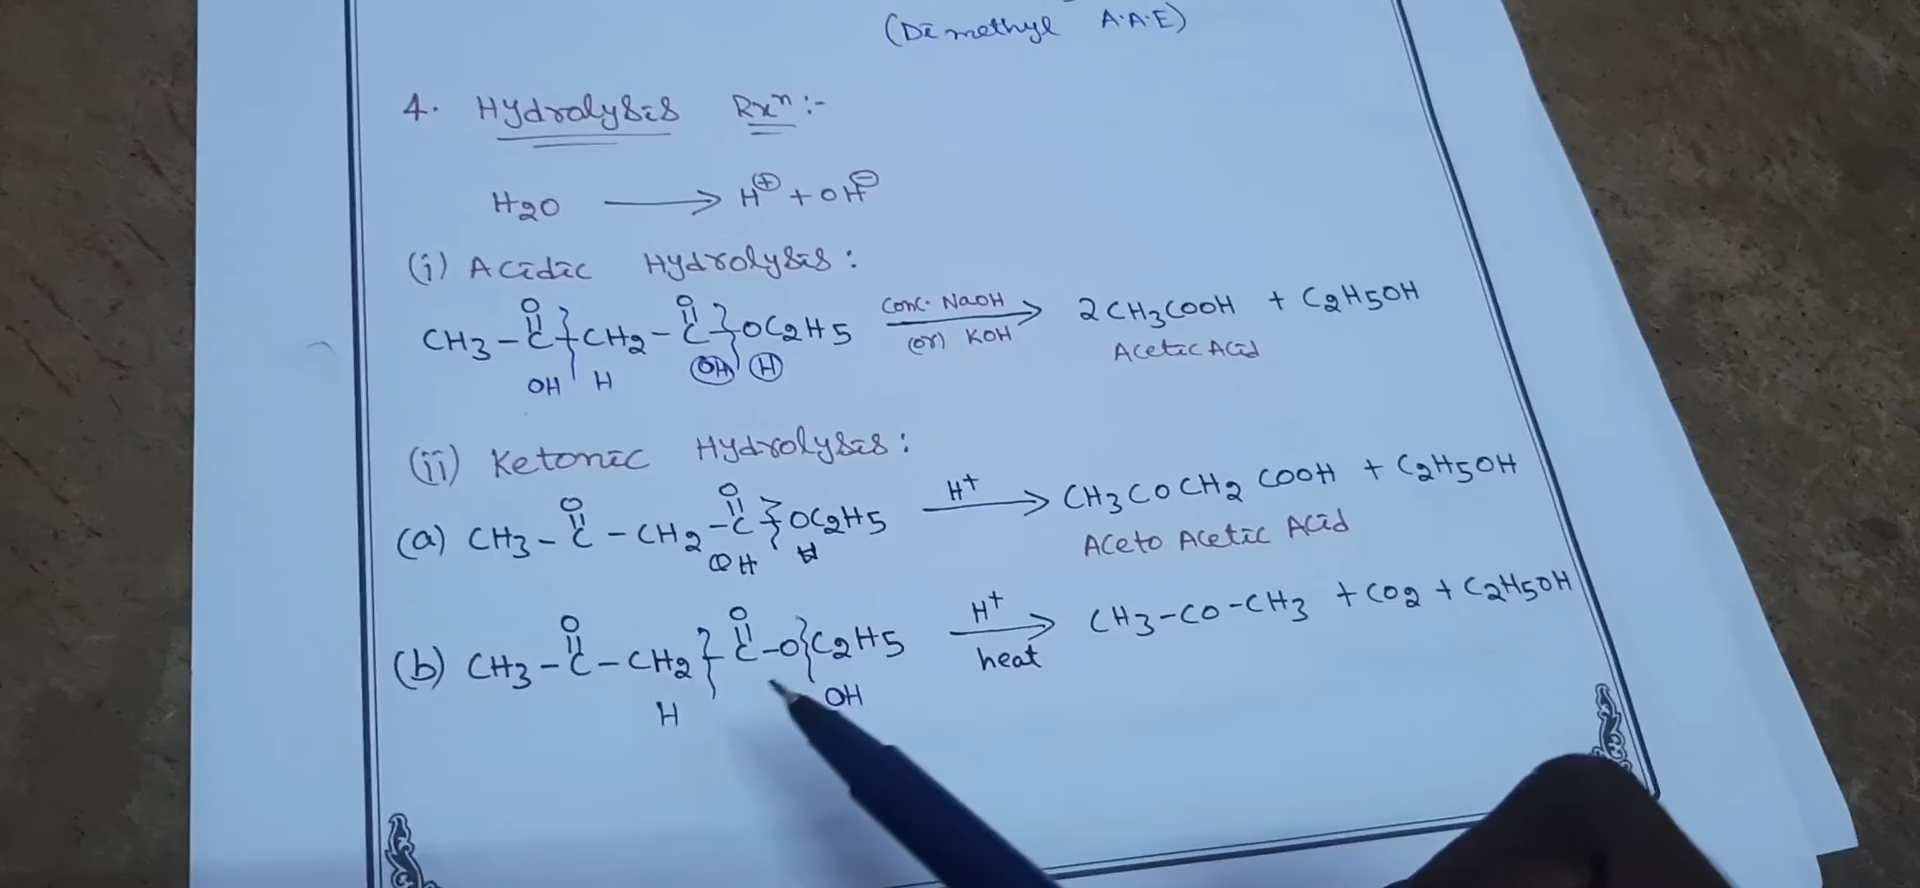 (Dimethyl A.A.E)
4. Hydrolysis Rxⁿ:-
H2O ⟶ H⊕ + OH⊖
(i) Acidic Hydrolysis:
O O
CH3-C-CH2-C-OC2H5 conc. NaOH (or) KOH ⟶ 2CH3COOH + C2H5OH
OH H OH H Acetic Acid
(ii) Ketonic Hydrolysis:
O O
(a) CH3-C-CH2-C-OC2H5 H+ ⟶ CH3COCH2COOH + C2H5OH
OH H Aceto Acetic Acid
O O
(b) CH3-C-CH2-C-O-C2H5 H+ heat ⟶ CH3-CO-CH3 + CO2 + C2H5OH
H OH